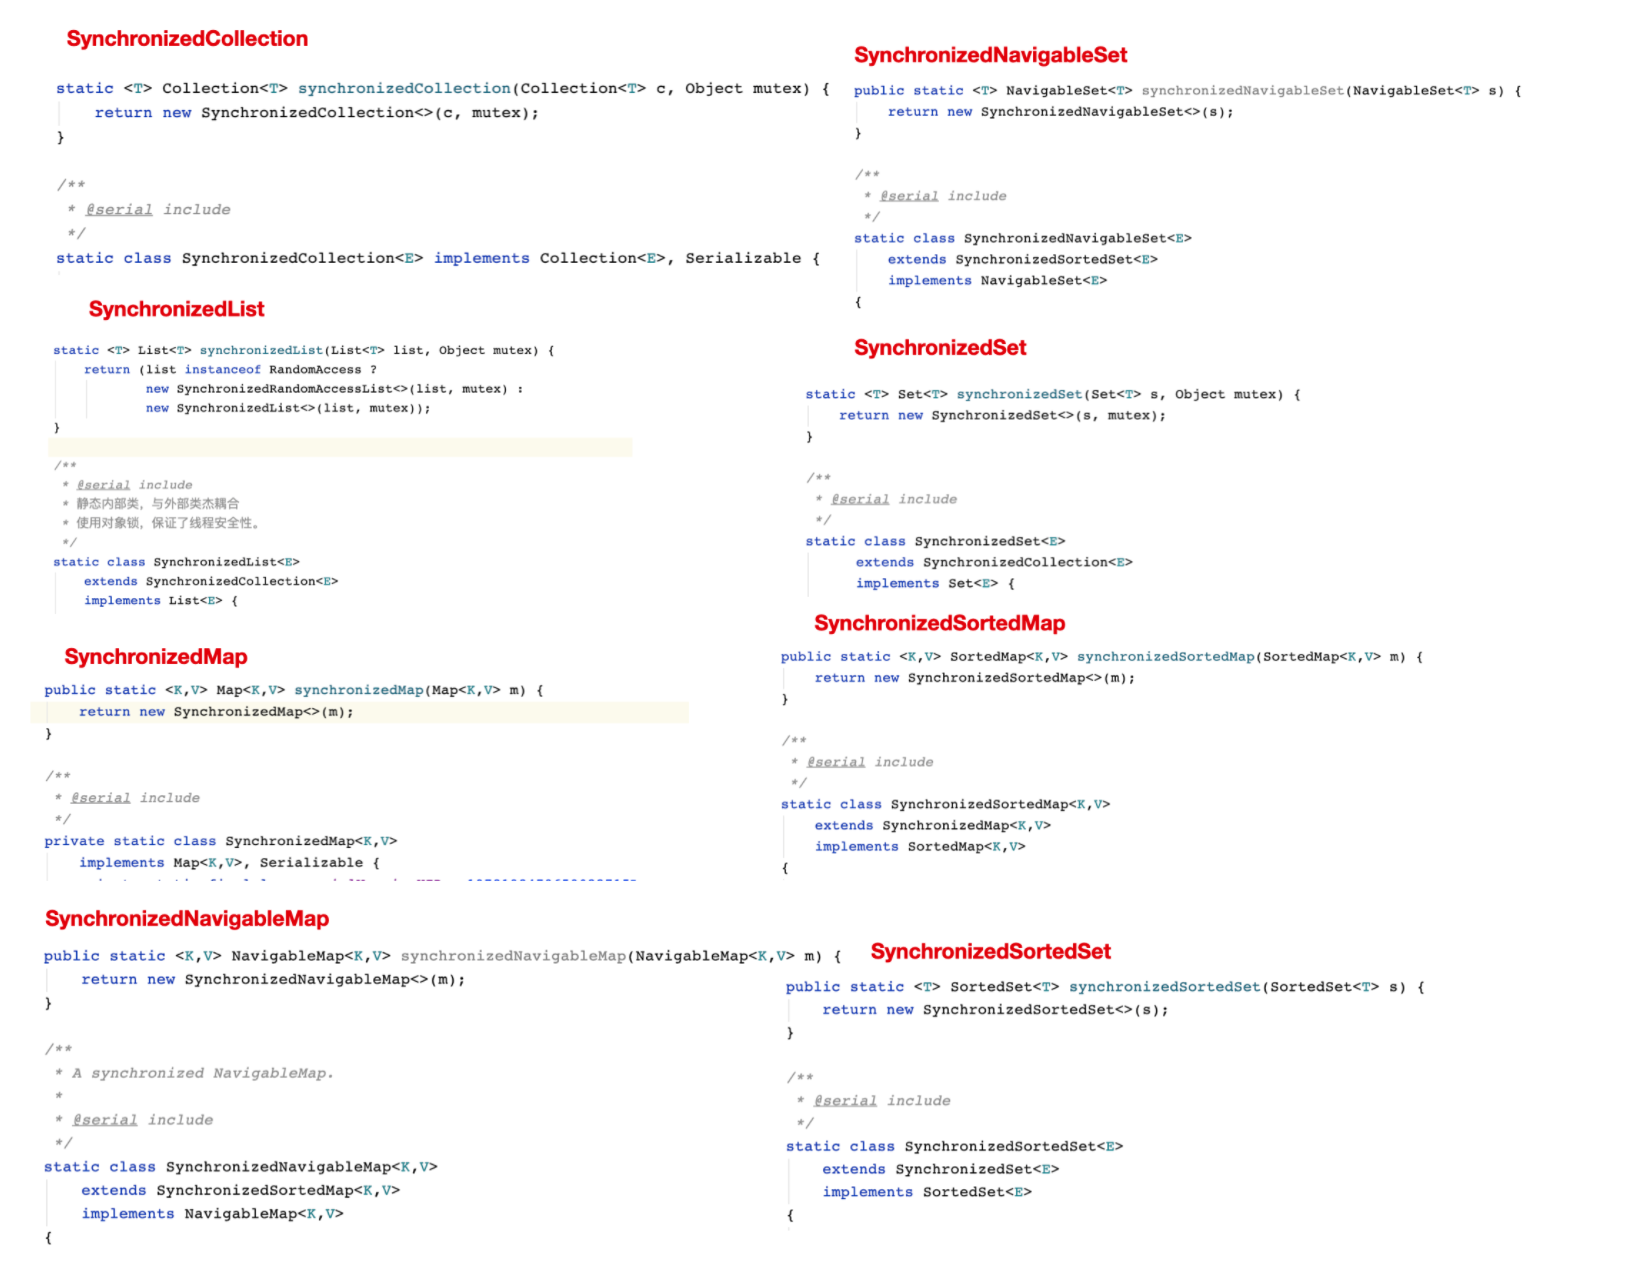 SynchronizedCollection
static <T> Collection<T> synchronizedCollection(Collection<T> c, Object mutex) {
return new SynchronizedCollection<>(c, mutex);
}
/**
* @serial include
*/
static class SynchronizedCollection<E> implements Collection<E>, Serializable {
SynchronizedList
static <T> List<T> synchronizedList(List<T> list, Object mutex) {
return (list instanceof RandomAccess ?
new SynchronizedRandomAccessList<>(list, mutex) :
new SynchronizedList<>(list, mutex));
}
/**
* @serial include
* 静态内部类，与外部类杰耦合
* 使用对象锁，保证了线程安全性。
*/
static class SynchronizedList<E>
extends SynchronizedCollection<E>
implements List<E> {
SynchronizedMap
public static <K,V> Map<K,V> synchronizedMap(Map<K,V> m) {
return new SynchronizedMap<>(m);
}
/**
* @serial include
*/
private static class SynchronizedMap<K,V>
implements Map<K,V>, Serializable {
SynchronizedNavigableMap
public static <K,V> NavigableMap<K,V> synchronizedNavigableMap(NavigableMap<K,V> m) {
return new SynchronizedNavigableMap<>(m);
}
/**
* A synchronized NavigableMap.
*
* @serial include
*/
static class SynchronizedNavigableMap<K,V>
extends SynchronizedSortedMap<K,V>
implements NavigableMap<K,V>
{
SynchronizedNavigableSet
public static <T> NavigableSet<T> synchronizedNavigableSet(NavigableSet<T> s) {
return new SynchronizedNavigableSet<>(s);
}
/**
* @serial include
*/
static class SynchronizedNavigableSet<E>
extends SynchronizedSortedSet<E>
implements NavigableSet<E>
{
SynchronizedSet
static <T> Set<T> synchronizedSet(Set<T> s, Object mutex) {
return new SynchronizedSet<>(s, mutex);
}
/**
* @serial include
*/
static class SynchronizedSet<E>
extends SynchronizedCollection<E>
implements Set<E> {
SynchronizedSortedMap
public static <K,V> SortedMap<K,V> synchronizedSortedMap(SortedMap<K,V> m) {
return new SynchronizedSortedMap<>(m);
}
/**
* @serial include
*/
static class SynchronizedSortedMap<K,V>
extends SynchronizedMap<K,V>
implements SortedMap<K,V>
{
SynchronizedSortedSet
public static <T> SortedSet<T> synchronizedSortedSet(SortedSet<T> s) {
return new SynchronizedSortedSet<>(s);
}
/**
* @serial include
*/
static class SynchronizedSortedSet<E>
extends SynchronizedSet<E>
implements SortedSet<E>
{